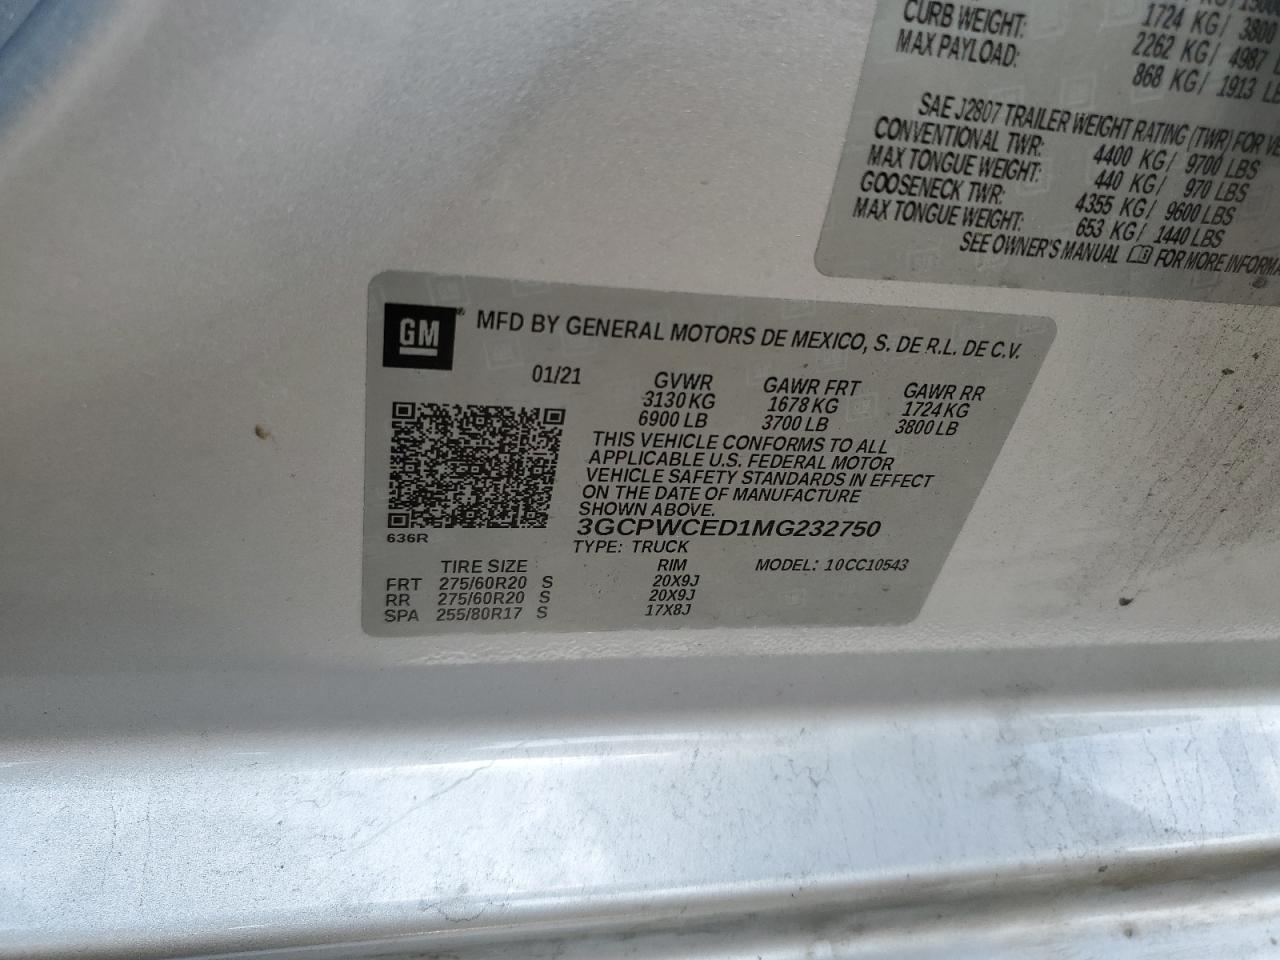 CURB WEIGHT: 1724 KG/ 3800
MAX PAYLOAD: 2262 KG/ 4987
868 KG/ 1913 LB
SAE J2807 TRAILER WEIGHT RATING (TWR) FOR
CONVENTIONAL TWR: 4400 KG/ 9700 LBS
MAX TONGUE WEIGHT: 440 KG/ 970 LBS
GOOSENECK TWR: 4355 KG/ 9600 LBS
MAX TONGUE WEIGHT: 653 KG/ 1440 LBS
SEE OWNER'S MANUAL FOR MORE
GM® MFD BY GENERAL MOTORS DE MEXICO, S. DE R.L. DE C.V.
01/21 GVWR GAWR FRT GAWR RR
3130 KG 1678 KG 1724 KG
6900 LB 3700 LB 3800 LB
THIS VEHICLE CONFORMS TO ALL
APPLICABLE U.S. FEDERAL MOTOR
VEHICLE SAFETY STANDARDS IN EFFECT
ON THE DATE OF MANUFACTURE
SHOWN ABOVE.
3GCPWCED1MG232750
636R
TYPE: TRUCK MODEL: 10CC10543
TIRE SIZE RIM
FRT 275/60R20 S 20X9J
RR 275/60R20 S 20X9J
SPA 255/80R17 S 17X8J